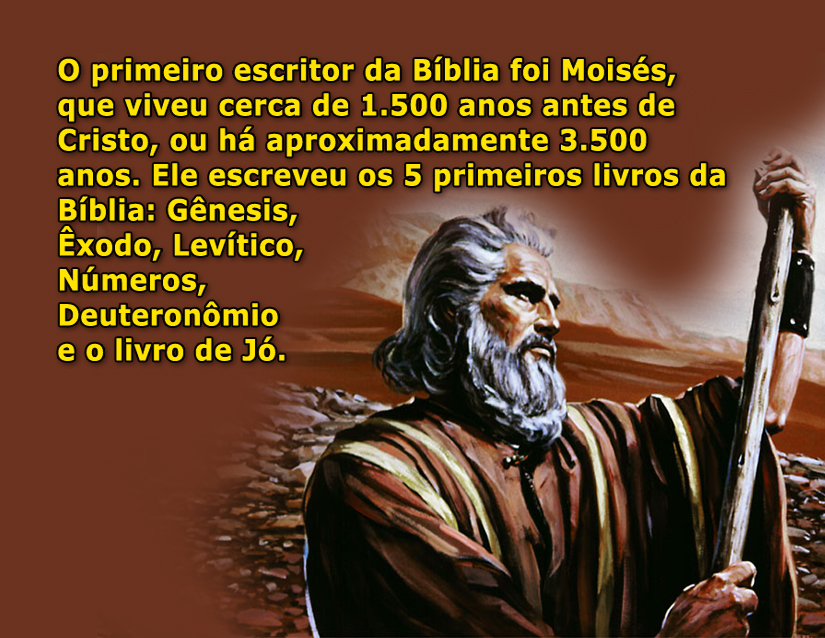 O primeiro escritor da Bíblia foi Moisés,
que viveu cerca de 1.500 anos antes de
Cristo, ou há aproximadamente 3.500
anos. Ele escreveu os 5 primeiros livros da
Bíblia: Gênesis,
Êxodo, Levítico,
Números,
Deuteronômio
e o livro de Jó.